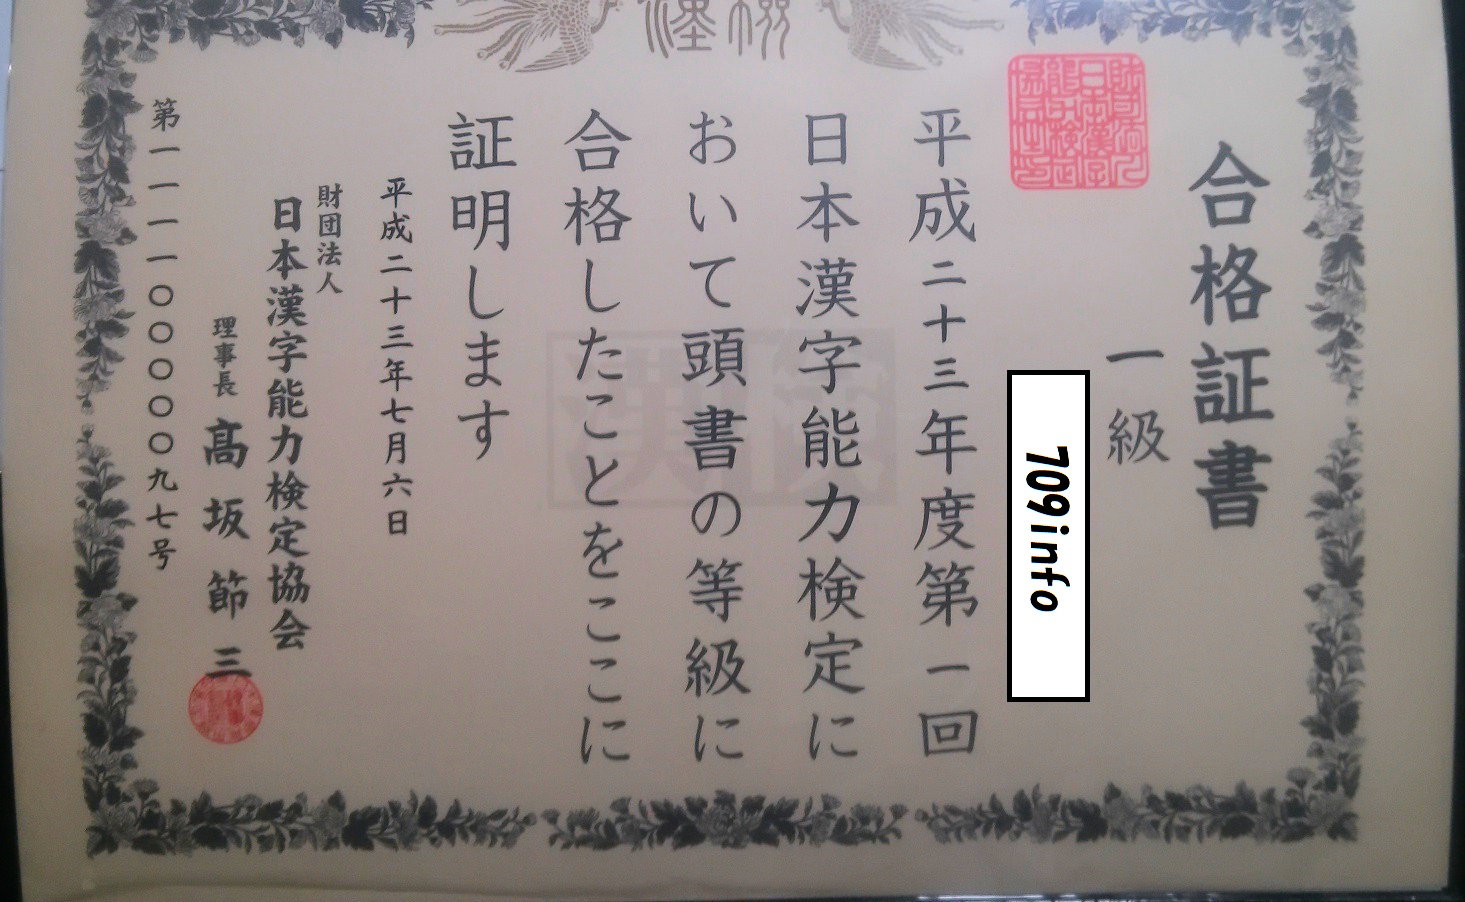 漢検
合格証書
一級
709info
平成二十三年度第一回
日本漢字能力検定に
おいて頭書の等級に
合格したことをここに
証明します
平成二十三年七月六日
財団法人
日本漢字能力検定協会
理事長 髙坂節三
第一一一一〇〇〇〇〇九七号